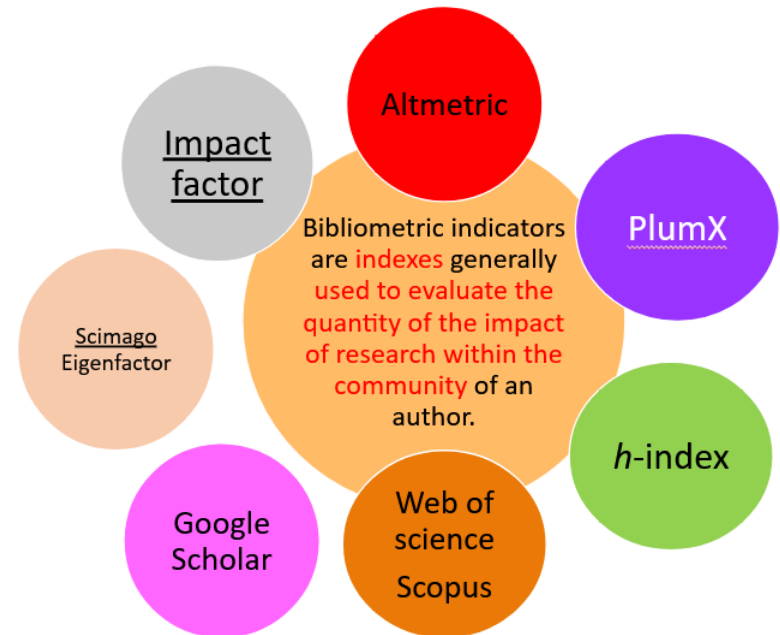 Altmetric
Impact
factor
PlumX
Bibliometric indicators
are indexes generally
used to evaluate the
quantity of the impact
of research within the
community of an
author.
Scimago
Eigenfactor
h-index
Google
Scholar
Web of
science
Scopus